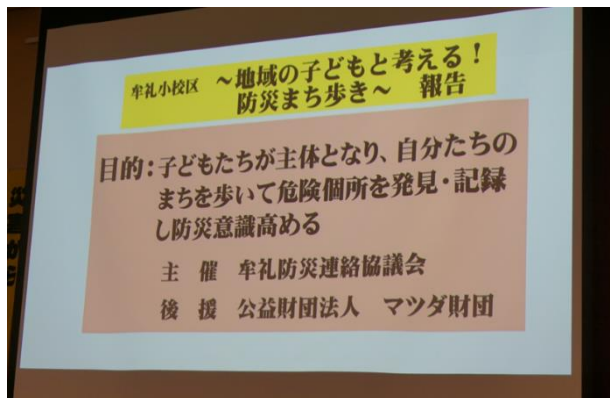 牟礼小校区 ~地域の子どもと考える!
防災まち歩き~ 報告
目的:子どもたちが主体となり、自分たちの
まちを歩いて危険個所を発見・記録
し防災意識高める
主 催 牟礼防災連絡協議会
後 援 公益財団法人 マツダ財団